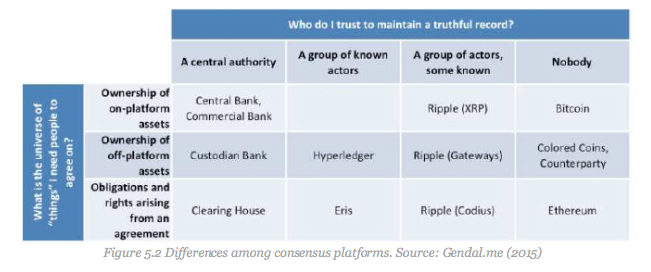 Who do I trust to maintain a truthful record?
A central authority
A group of known
actors
A group of actors,
some known
Nobody
What is the universe of
"things" I need people to
agree on?
Ownership of
on-platform
assets
Central Bank,
Commercial Bank
Ripple (XRP)
Bitcoin
Ownership of
off-platform
assets
Custodian Bank
Hyperledger
Ripple (Gateways)
Colored Coins,
Counterparty
Obligations and
rights arising
from an
agreement
Clearing House
Eris
Ripple (Codius)
Ethereum
Figure 5.2 Differences among consensus platforms. Source: Gendal.me (2015)